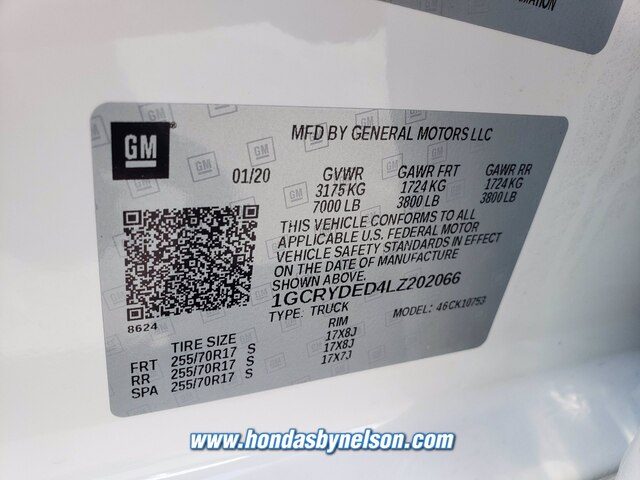 GM
MFD BY GENERAL MOTORS LLC
01/20 GVWR GAWR FRT GAWR RR
3175 KG 1724 KG 1724 KG
7000 LB 3800 LB 3800 LB
THIS VEHICLE CONFORMS TO ALL
APPLICABLE U.S. FEDERAL MOTOR
VEHICLE SAFETY STANDARDS IN EFFECT
ON THE DATE OF MANUFACTURE
SHOWN ABOVE.
1GCRYDED4LZ202066
TYPE: TRUCK MODEL: 46CK10753
8624
TIRE SIZE RIM
FRT 255/70R17 S 17X8J
RR 255/70R17 S 17X8J
SPA 255/70R17 S 17X7J
www.hondasbynelson.com